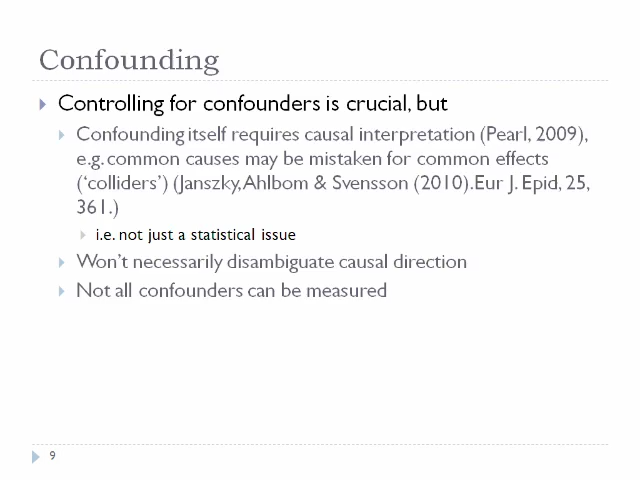 Confounding
Controlling for confounders is crucial, but
Confounding itself requires causal interpretation (Pearl, 2009),
e.g. common causes may be mistaken for common effects
(‘colliders’) (Janszky, Ahlbom & Svensson (2010). Eur J. Epid, 25,
361.)
i.e. not just a statistical issue
Won’t necessarily disambiguate causal direction
Not all confounders can be measured
9